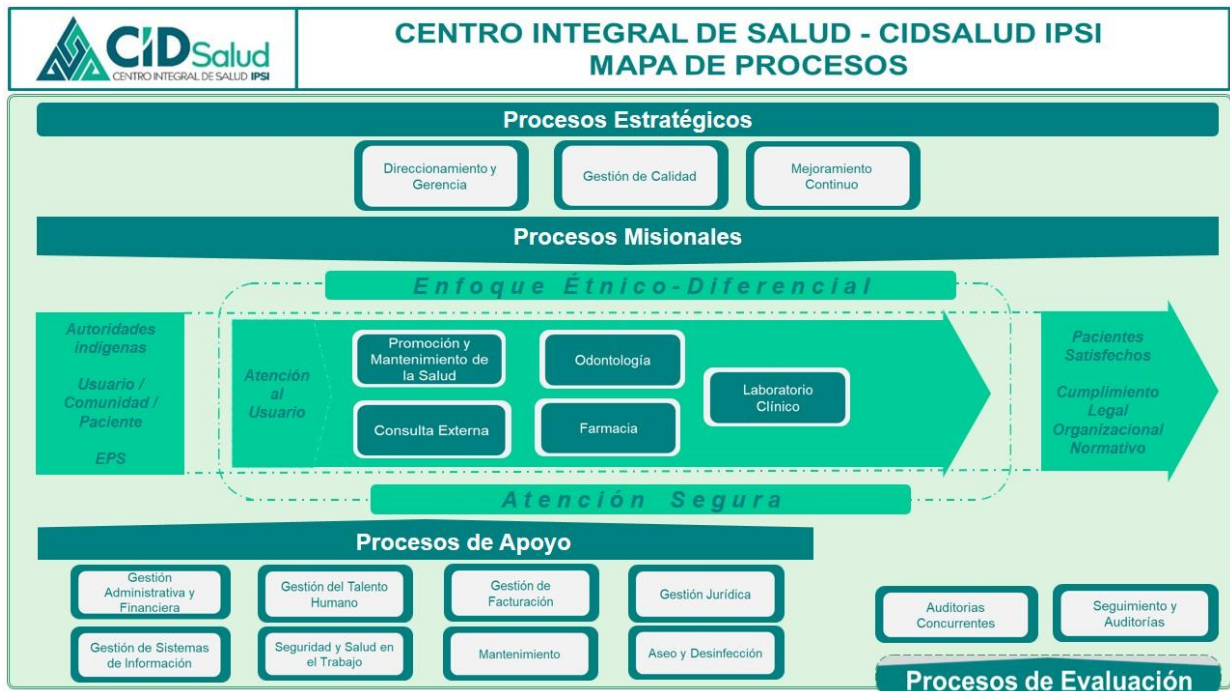 CiDSalud
CENTRO INTEGRAL DE SALUD IPSI
CENTRO INTEGRAL DE SALUD - CIDSALUD IPSI
MAPA DE PROCESOS
Procesos Estratégicos
Direccionamiento y
Gerencia
Gestión de Calidad
Mejoramiento
Continuo
Procesos Misionales
Enfoque Étnico-Diferencial
Autoridades
indígenas
Usuario /
Comunidad /
Paciente
EPS
Atención
al
Usuario
Promoción y
Mantenimiento de
la Salud
Odontología
Laboratorio
Clínico
Consulta Externa
Farmacia
Pacientes
Satisfechos
Cumplimiento
Legal
Organizacional
Normativo
Atención Segura
Procesos de Apoyo
Gestión
Administrativa y
Financiera
Gestión del Talento
Humano
Gestión de
Facturación
Gestión Jurídica
Gestión de Sistemas
de Información
Seguridad y Salud en
el Trabajo
Mantenimiento
Aseo y Desinfección
Auditorias
Concurrentes
Seguimiento y
Auditorías
Procesos de Evaluación